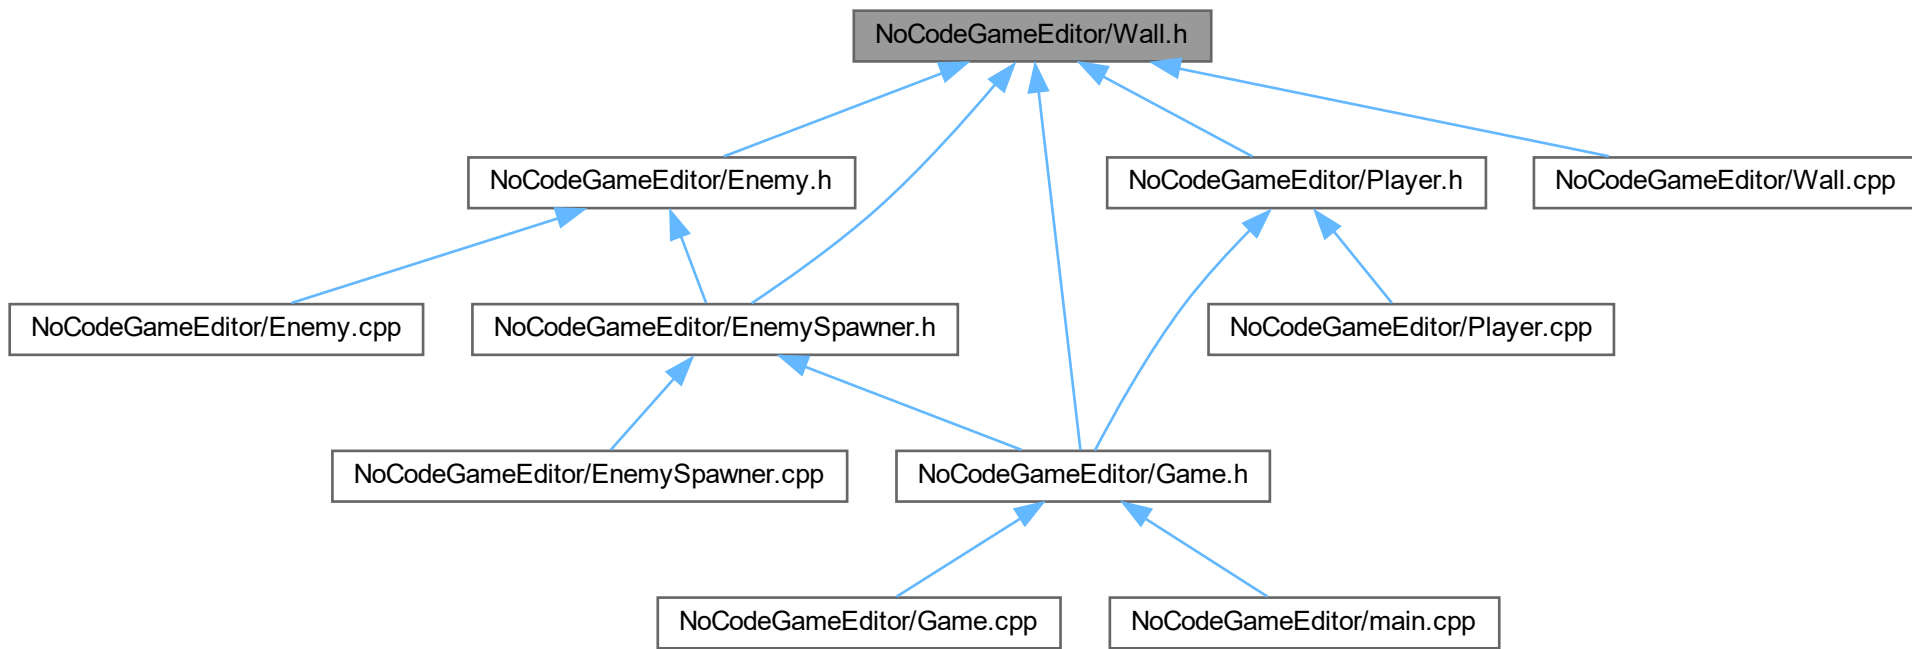 NoCodeGameEditor/Wall.h
NoCodeGameEditor/Enemy.h
NoCodeGameEditor/Player.h
NoCodeGameEditor/Wall.cpp
NoCodeGameEditor/Enemy.cpp
NoCodeGameEditor/EnemySpawner.h
NoCodeGameEditor/Player.cpp
NoCodeGameEditor/EnemySpawner.cpp
NoCodeGameEditor/Game.h
NoCodeGameEditor/Game.cpp
NoCodeGameEditor/main.cpp